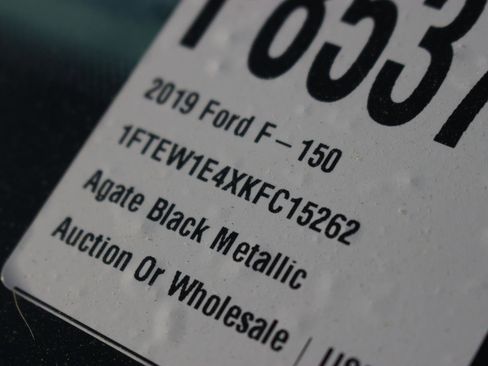 2019 Ford F-150
1FTEW1E4XKFC15262
Agate Black Metallic
Auction Or Wholesale |